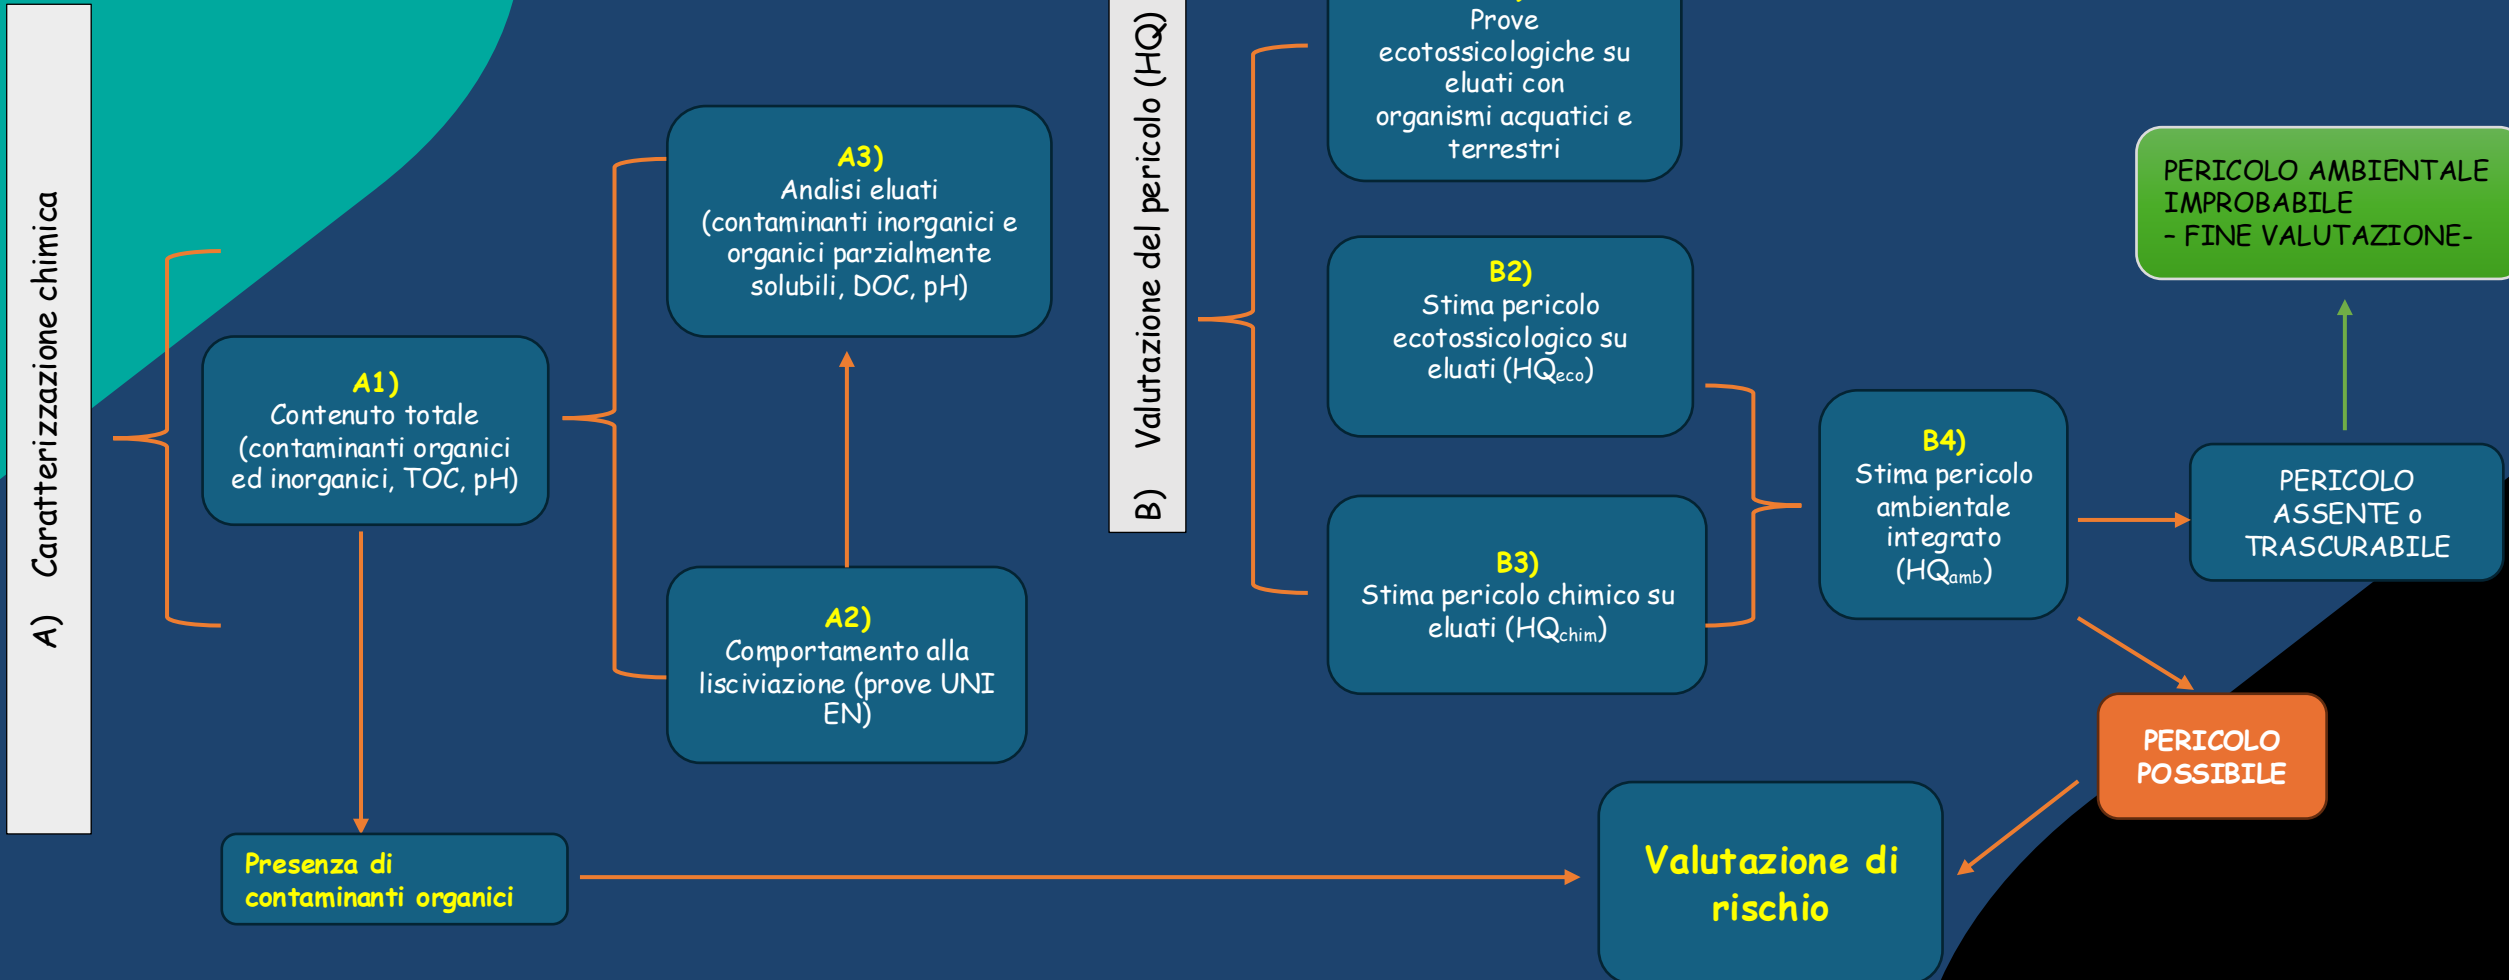 A) Caratterizzazione chimica
A1)
Contenuto totale
(contaminanti organici
ed inorganici, TOC, pH)
Presenza di
contaminanti organici
A3)
Analisi eluati
(contaminanti inorganici e
organici parzialmente
solubili, DOC, pH)
A2)
Comportamento alla
lisciviazione (prove UNI
EN)
B) Valutazione del pericolo (HQ)
Prove
ecotossicologiche su
eluati con
organismi acquatici e
terrestri
B2)
Stima pericolo
ecotossicologico su
eluati (HQeco)
B3)
Stima pericolo chimico su
eluati (HQchim)
B4)
Stima pericolo
ambientale
integrato
(HQamb)
PERICOLO AMBIENTALE
IMPROBABILE
– FINE VALUTAZIONE-
PERICOLO
ASSENTE o
TRASCURABILE
PERICOLO
POSSIBILE
Valutazione di
rischio